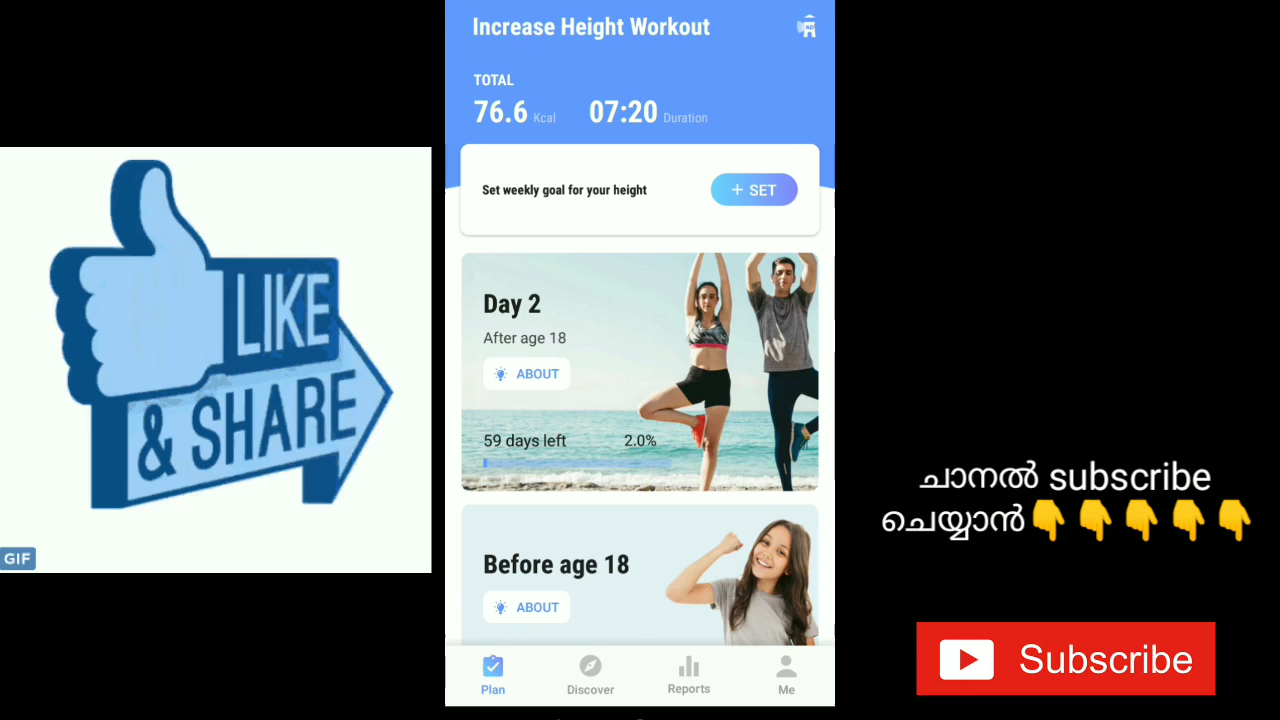 LIKE
& SHARE
GIF
Increase Height Workout
AD
TOTAL
76.6 Kcal 07:20 Duration
Set weekly goal for your height
+ SET
Day 2
After age 18
ABOUT
59 days left 2.0%
Before age 18
ABOUT
Plan Discover Reports Me
ചാനൽ subscribe
ചെയ്യാൻ👇👇👇👇👇
Subscribe